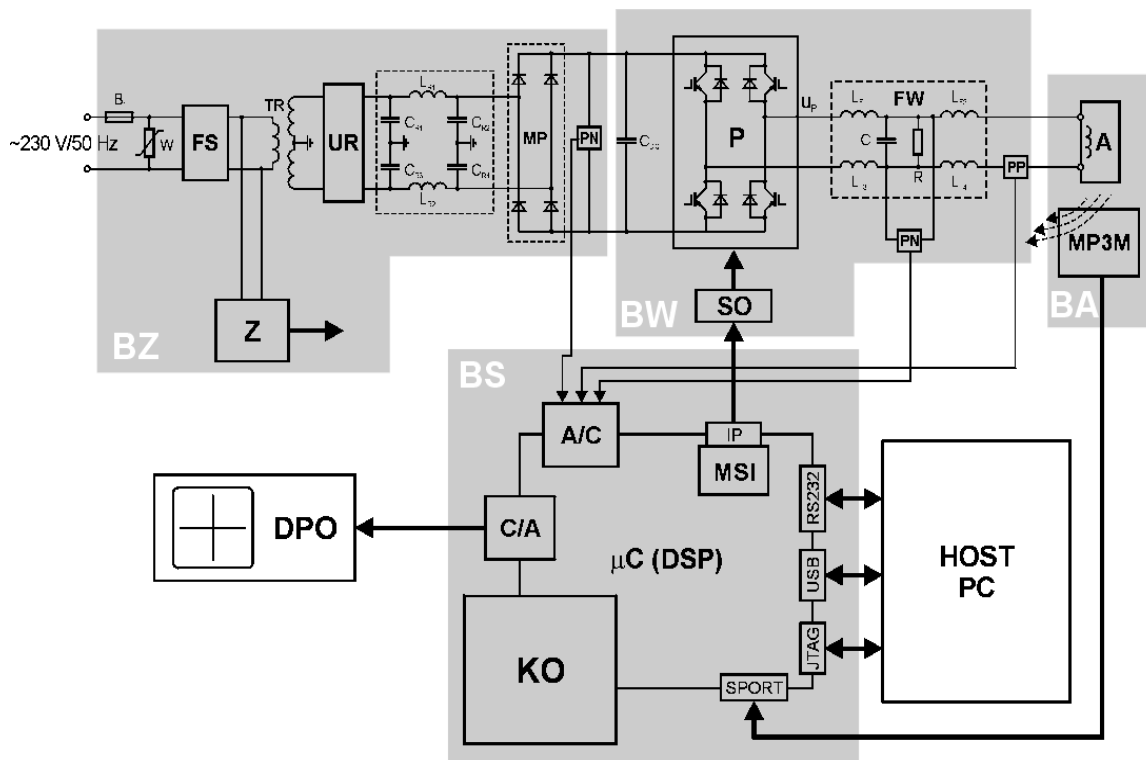 B
TR
~230 V/50 Hz
W
FS
UR
MP
PN
P
FW
C
R
PP
A
PN
MP3M
SO
Z
BZ
BW
BA
BS
A/C
IP
MSI
RS232
C/A
DPO
µC (DSP)
USB
HOST
PC
JTAG
KO
SPORT